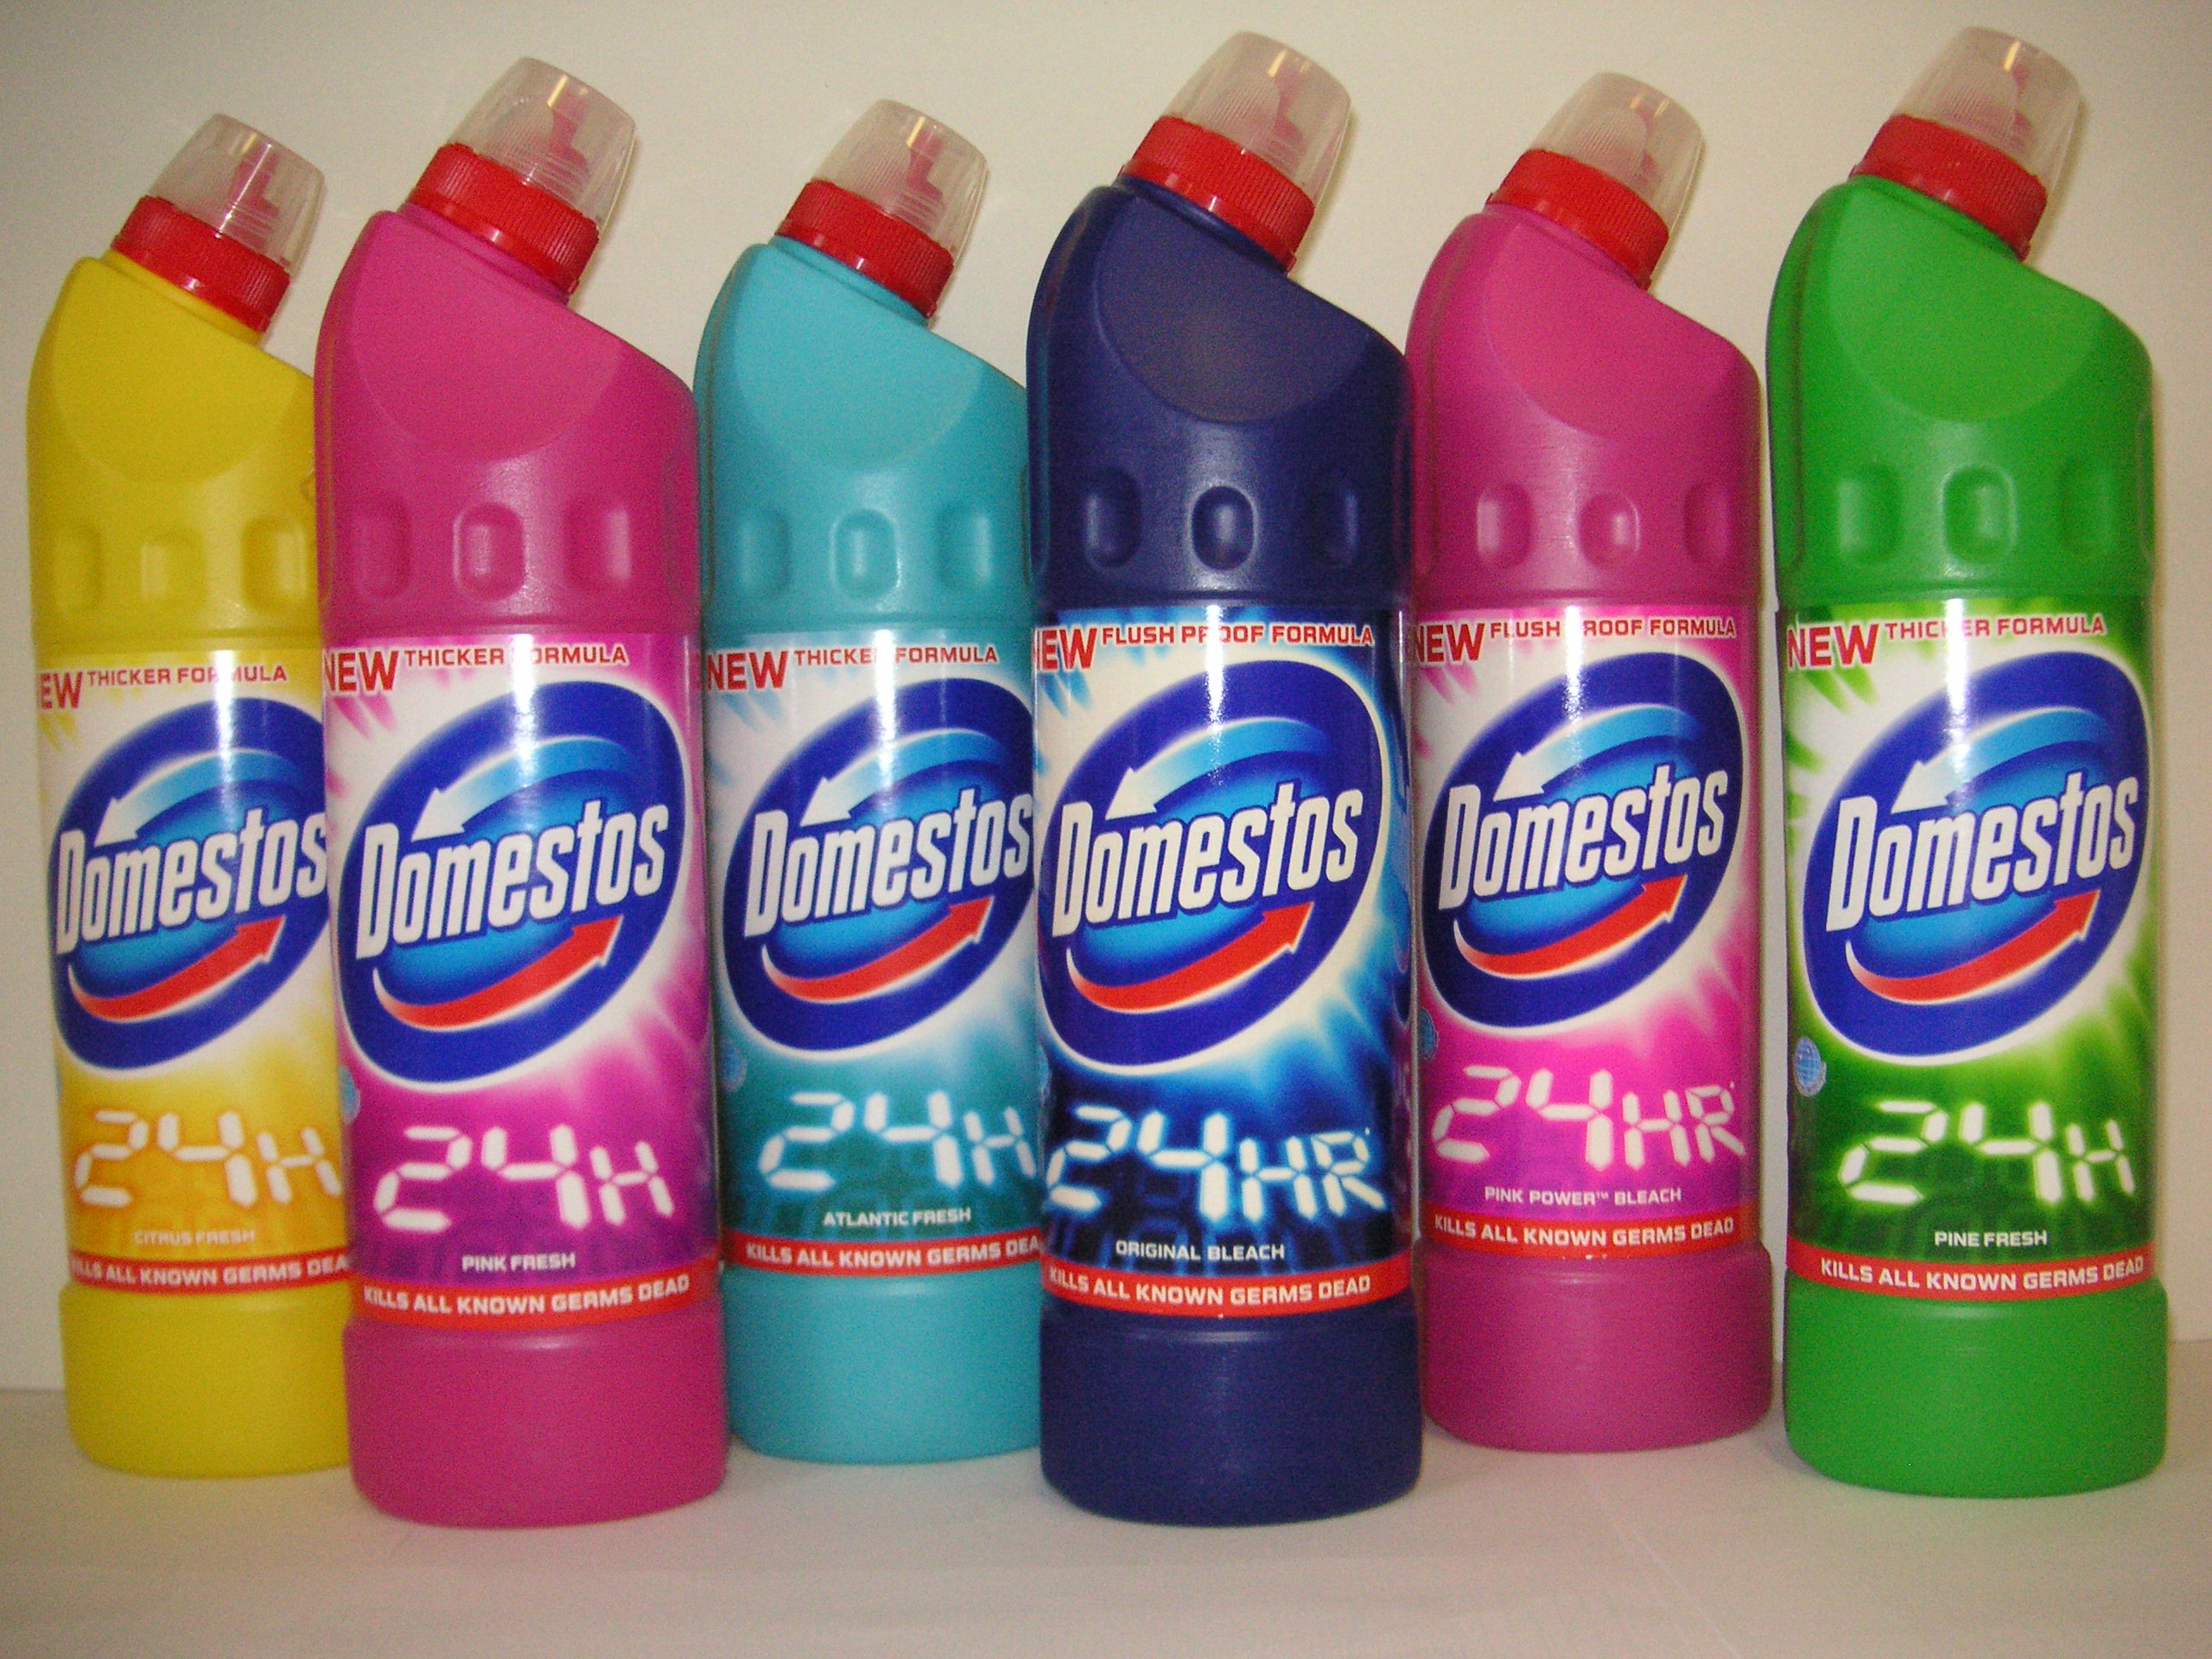 EW THICKER FORMULA
Domestos
24H
CITRUS FRESH
KILLS ALL KNOWN GERMS DEAD
NEW THICKER FORMULA
Domestos
24H
PINK FRESH
KILLS ALL KNOWN GERMS DEAD
NEW THICKER FORMULA
Domestos
24H
ATLANTIC FRESH
KILLS ALL KNOWN GERMS DEA
NEW FLUSH PROOF FORMULA
Domestos
24HR*
ORIGINAL BLEACH
KILLS ALL KNOWN GERMS DEAD
NEW FLUSH PROOF FORMULA
Domestos
24HR*
PINK POWER™ BLEACH
KILLS ALL KNOWN GERMS DEAD
NEW THICKER FORMULA
Domestos
24H
PINE FRESH
KILLS ALL KNOWN GERMS DEAD